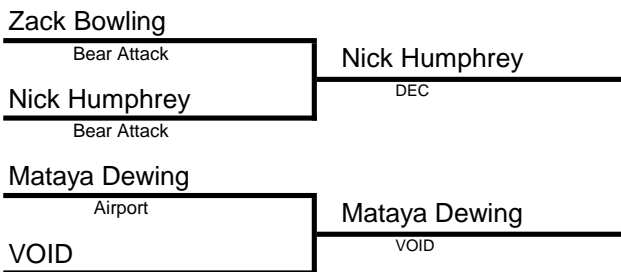 Zack Bowling
Bear Attack
Nick Humphrey
DEC
Nick Humphrey
Bear Attack
Mataya Dewing
Airport
Mataya Dewing
VOID
VOID